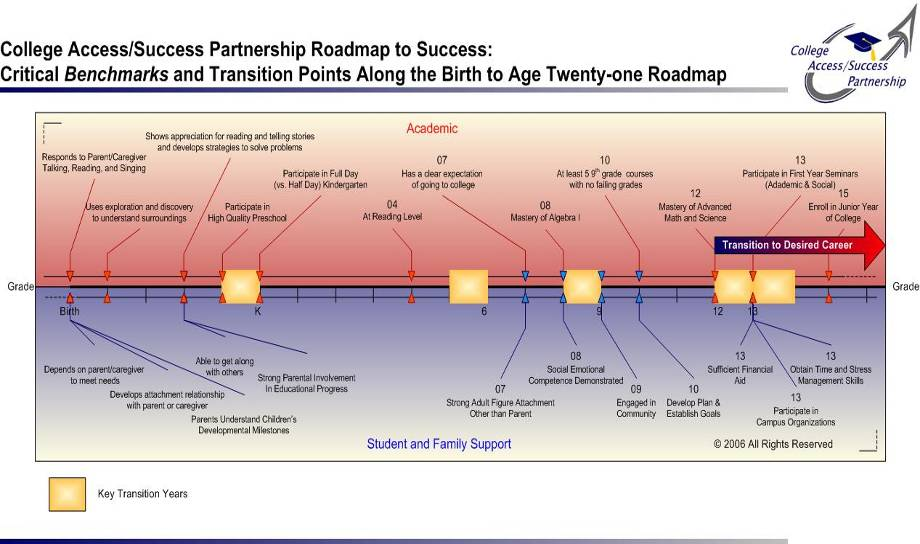 College Access/Success Partnership Roadmap to Success:
Critical Benchmarks and Transition Points Along the Birth to Age Twenty-one Roadmap
College
Access/Success
Partnership
Academic
Shows appreciation for reading and telling stories
and develops strategies to solve problems
Responds to Parent/Caregiver
Talking, Reading, and Singing
Uses exploration and discovery
to understand surroundings
Participate in
High Quality Preschool
Participate in Full Day
(vs. Half Day) Kindergarten
04
At Reading Level
07
Has a clear expectation
of going to college
08
Mastery of Algebra I
10
At least 5 9th grade courses
with no failing grades
12
Mastery of Advanced
Math and Science
13
Participate in First Year Seminars
(Adademic & Social)
15
Enroll in Junior Year
of College
Transition to Desired Career
Grade
Grade
Birth
K
6
9
12
13
Depends on parent/caregiver
to meet needs
Develops attachment relationship
with parent or caregiver
Parents Understand Children's
Developmental Milestones
Able to get along
with others
Strong Parental Involvement
In Educational Progress
07
Strong Adult Figure Attachment
Other than Parent
08
Social Emotional
Competence Demonstrated
09
Engaged in
Community
10
Develop Plan &
Establish Goals
13
Sufficient Financial
Aid
13
Participate in
Campus Organizations
13
Obtain Time and Stress
Management Skills
Student and Family Support
© 2006 All Rights Reserved
Key Transition Years